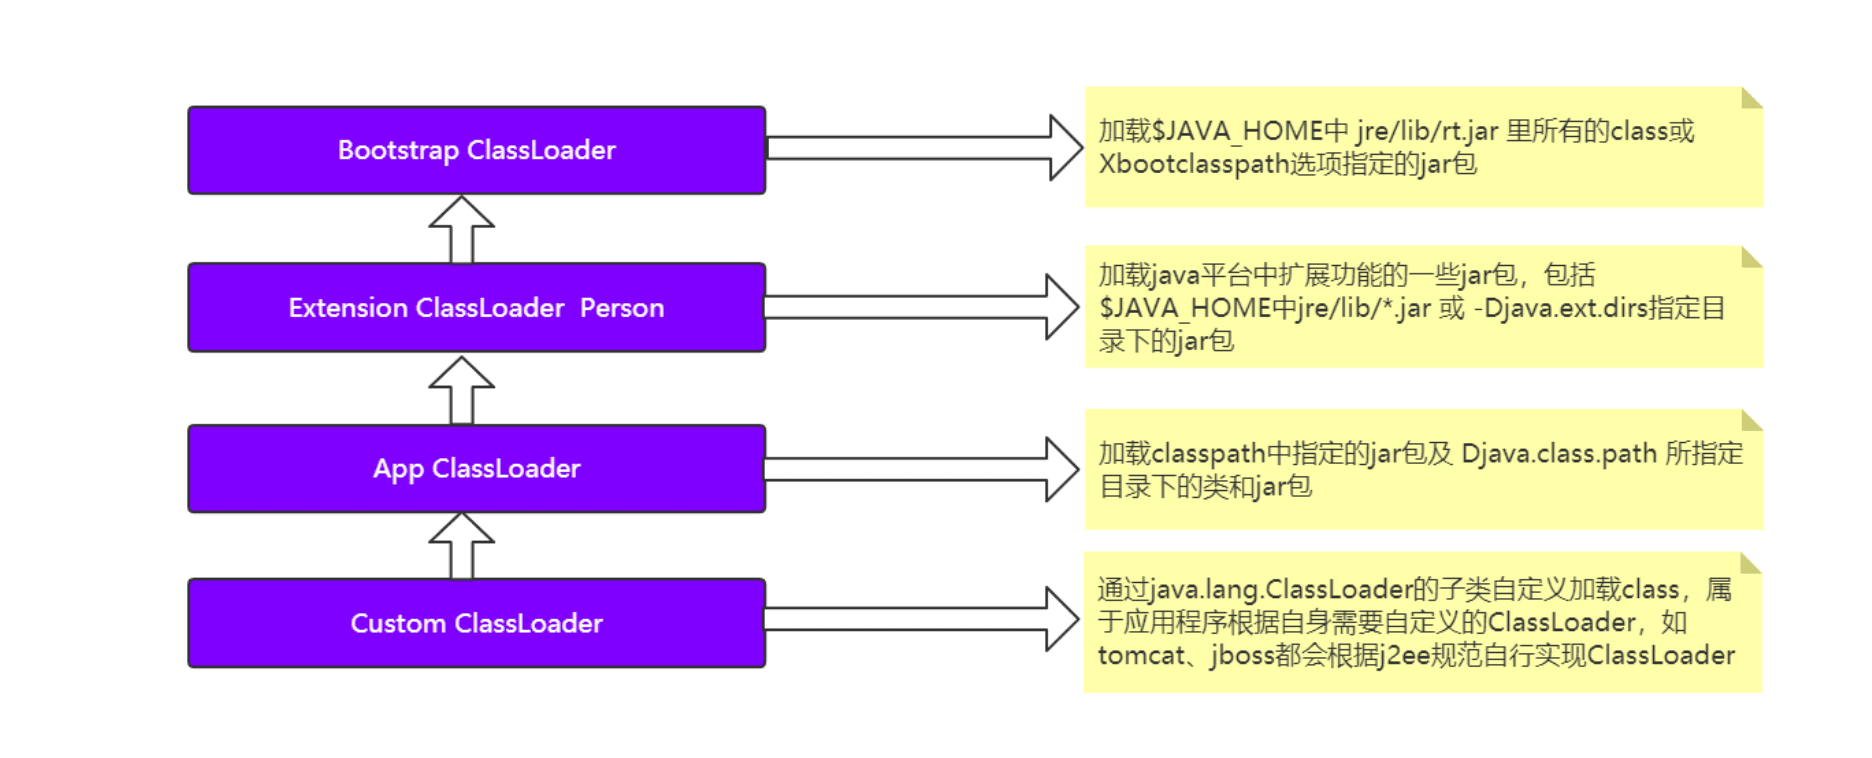 Bootstrap ClassLoader
加载$JAVA_HOME中 jre/lib/rt.jar 里所有的class或
Xbootclasspath选项指定的jar包
Extension ClassLoader  Person
加载java平台中扩展功能的一些jar包，包括
$JAVA_HOME中jre/lib/*.jar 或 -Djava.ext.dirs指定目
录下的jar包
App ClassLoader
加载classpath中指定的jar包及 Djava.class.path 所指定
目录下的类和jar包
Custom ClassLoader
通过java.lang.ClassLoader的子类自定义加载class，属
于应用程序根据自身需要自定义的ClassLoader，如
tomcat、jboss都会根据j2ee规范自行实现ClassLoader